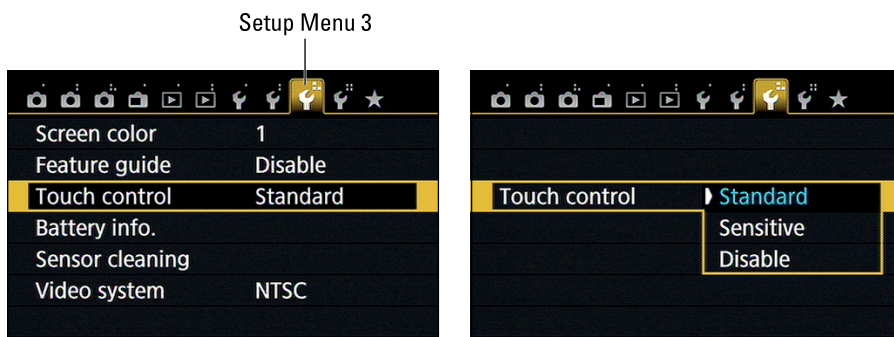 Setup Menu 3
Screen color 1
Feature guide Disable
Touch control Standard
Battery info.
Sensor cleaning
Video system NTSC
Touch control Standard
Sensitive
Disable